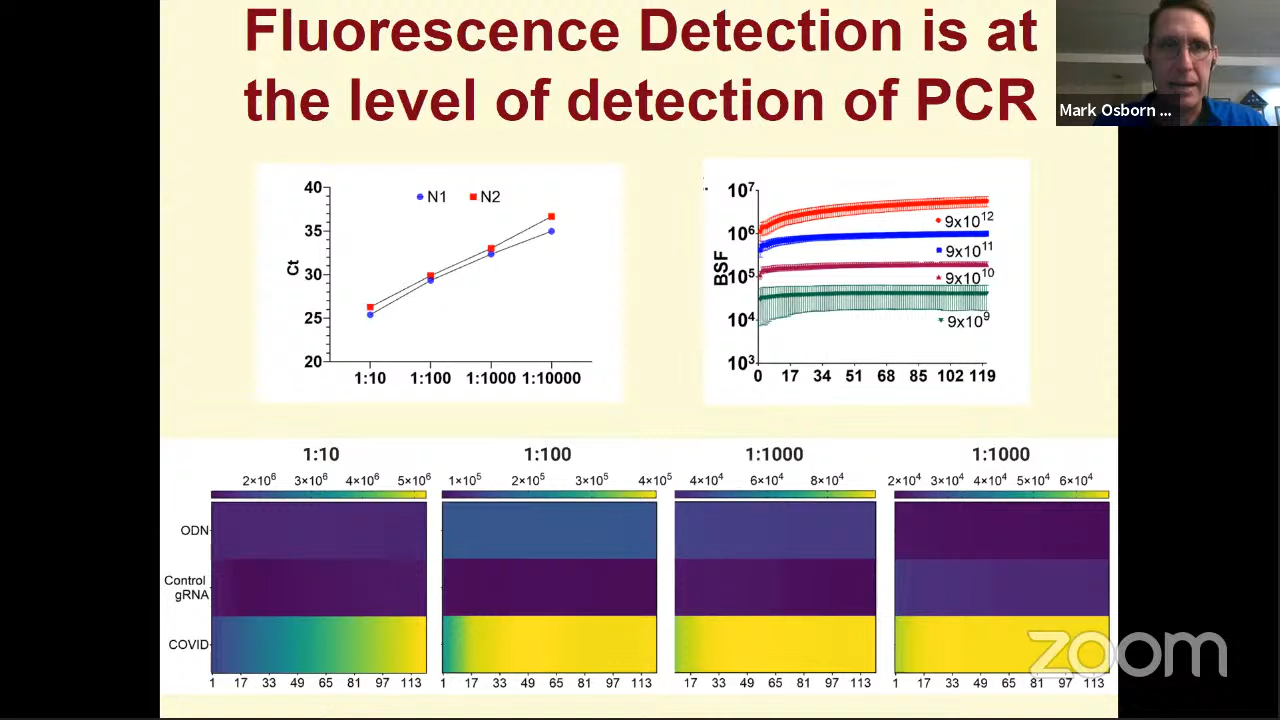 Fluorescence Detection is at
the level of detection of PCR
Mark Osborn ...
40
35
30
25
20
Ct
N1
N2
1:10
1:100
1:1000
1:10000
10⁷
10⁶
10⁵
10⁴
10³
BSF
9x10¹²
9x10¹¹
9x10¹⁰
9x10⁹
0 17 34 51 68 85 102 119
1:10
1:100
1:1000
1:1000
2×10⁶ 3×10⁶ 4×10⁶ 5×10⁶
1×10⁵ 2×10⁵ 3×10⁵ 4×10⁵
4×10⁴ 6×10⁴ 8×10⁴
2×10⁴ 3×10⁴ 4×10⁴ 5×10⁴ 6×10⁴
ODN
Control
gRNA
COVID
1 17 33 49 65 81 97 113
1 17 33 49 65 81 97 113
17 33 49 65 81 97 113
1 17 33 49 65 81 97 113
zoom